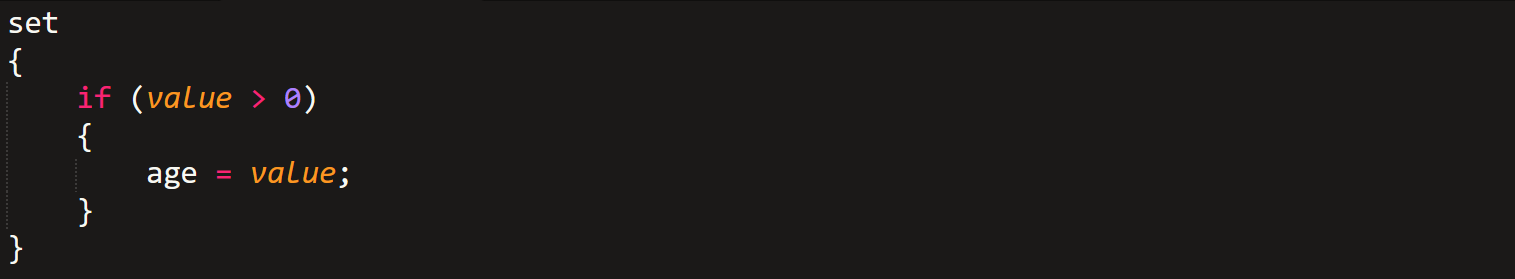 set
{
    if (value > 0)
    {
        age = value;
    }
}